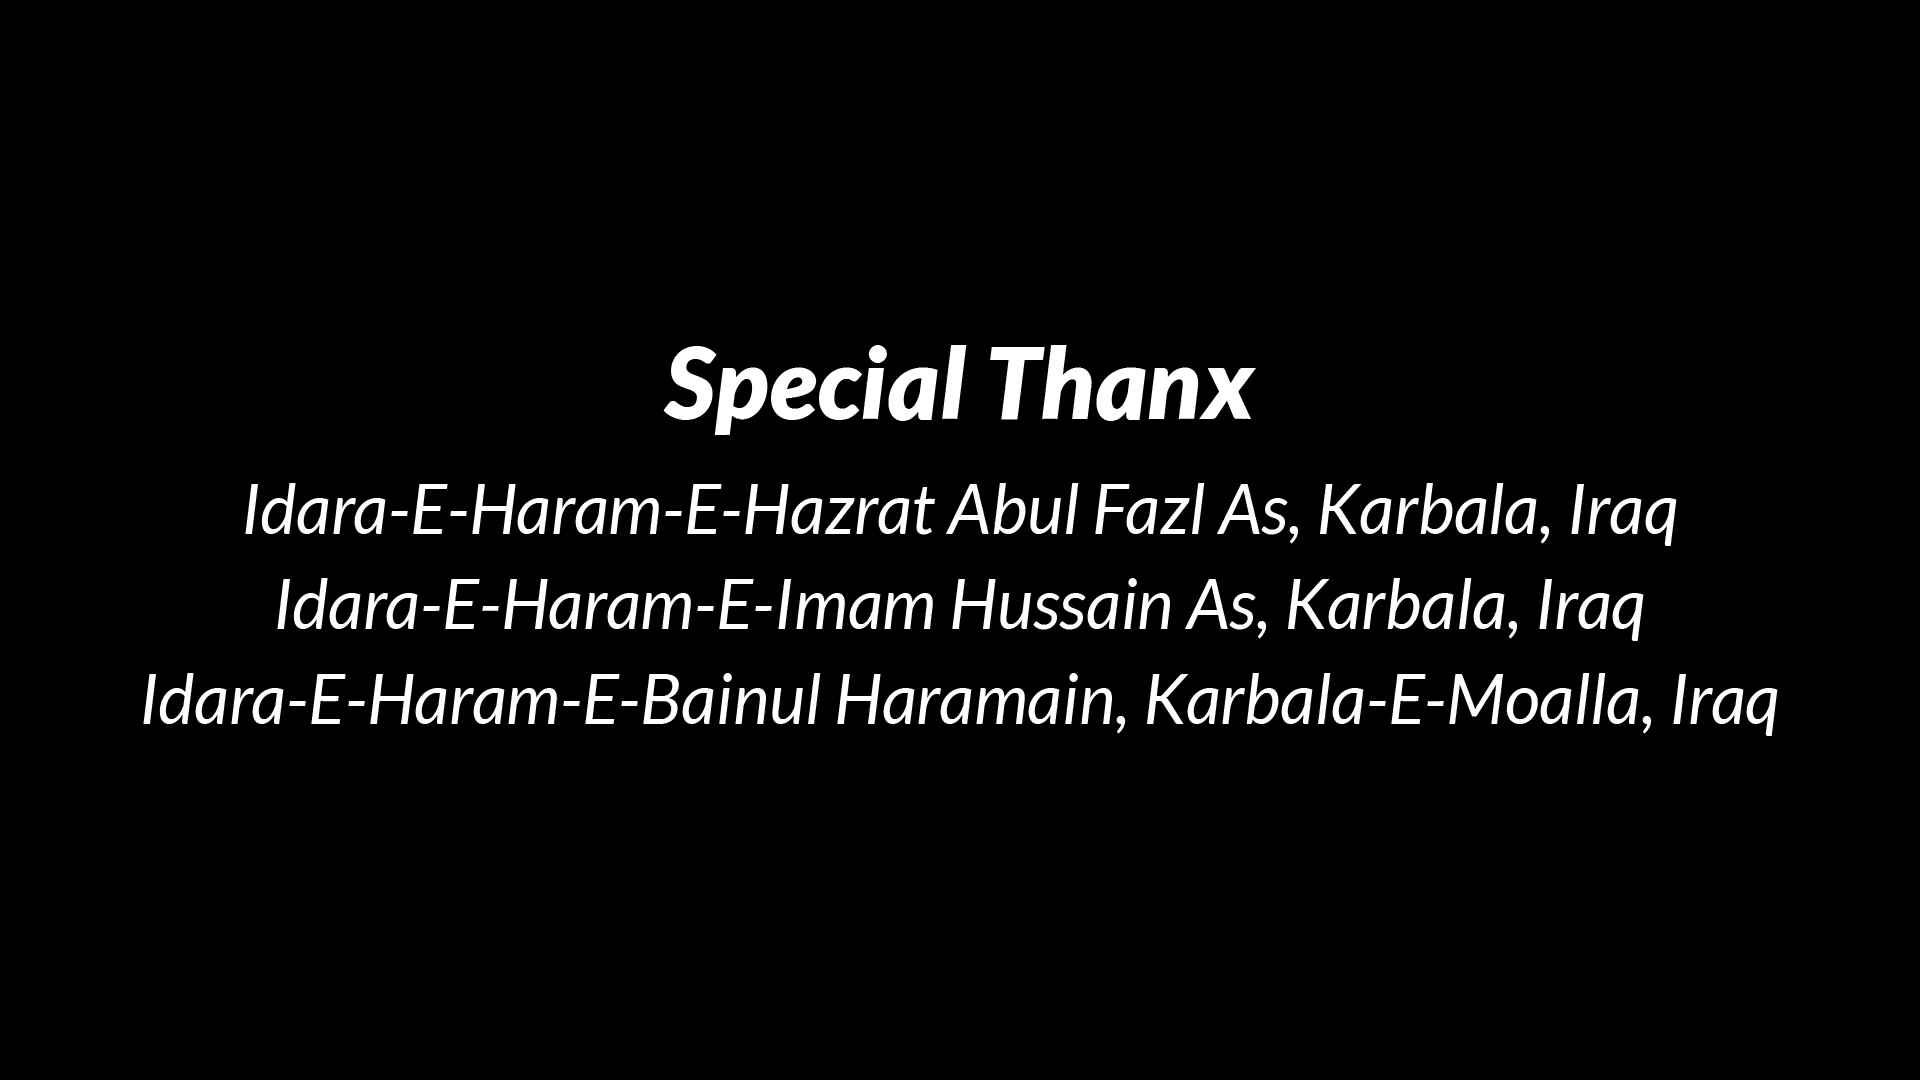 Special Thanx
Idara-E-Haram-E-Hazrat Abul Fazl As, Karbala, Iraq
Idara-E-Haram-E-Imam Hussain As, Karbala, Iraq
Idara-E-Haram-E-Bainul Haramain, Karbala-E-Moalla, Iraq